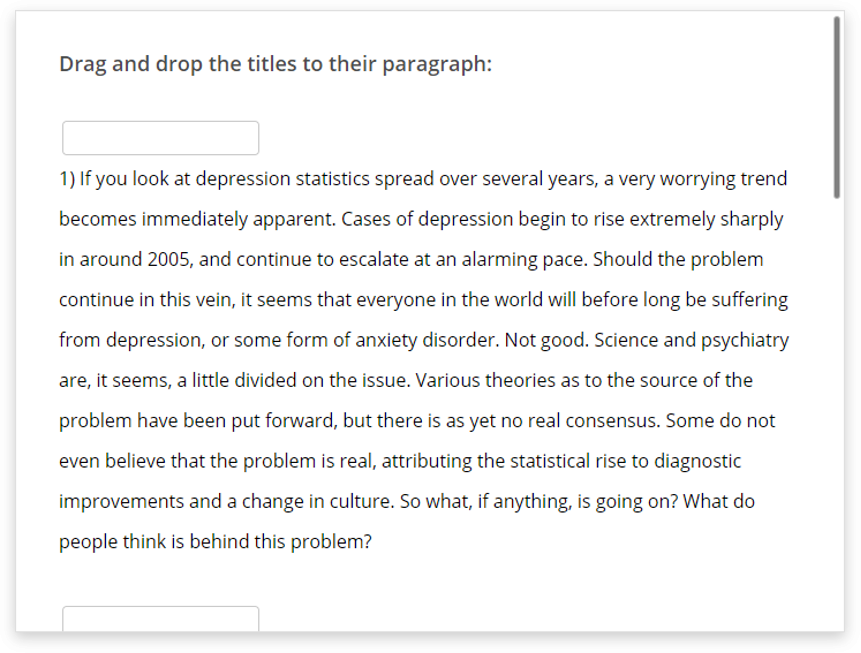 Drag and drop the titles to their paragraph:
1) If you look at depression statistics spread over several years, a very worrying trend
becomes immediately apparent. Cases of depression begin to rise extremely sharply
in around 2005, and continue to escalate at an alarming pace. Should the problem
continue in this vein, it seems that everyone in the world will before long be suffering
from depression, or some form of anxiety disorder. Not good. Science and psychiatry
are, it seems, a little divided on the issue. Various theories as to the source of the
problem have been put forward, but there is as yet no real consensus. Some do not
even believe that the problem is real, attributing the statistical rise to diagnostic
improvements and a change in culture. So what, if anything, is going on? What do
people think is behind this problem?